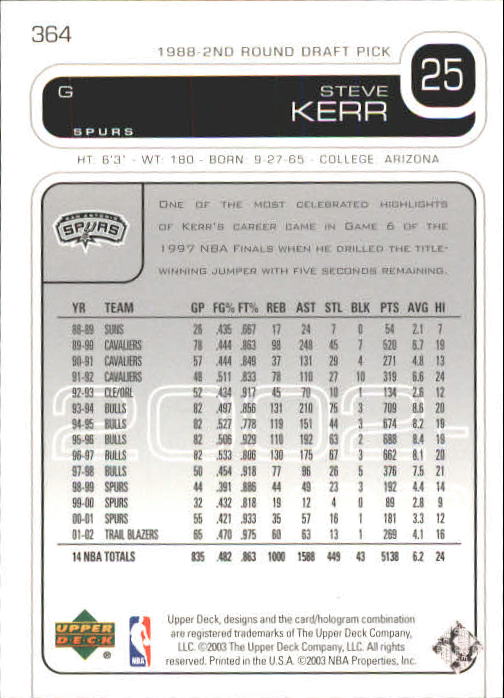 364
1988-2ND ROUND DRAFT PICK
25
G
STEVE
KERR
SPURS
HT: 6'3" - WT: 180 - BORN: 9-27-65 - COLLEGE: ARIZONA
SAN ANTONIO
SPURS
ONE OF THE MOST CELEBRATED HIGHLIGHTS
OF KERR'S CAREER CAME IN GAME 6 OF THE
1997 NBA FINALS WHEN HE DRILLED THE TITLE-
WINNING JUMPER WITH FIVE SECONDS REMAINING.
YR TEAM GP FG% FT% REB AST STL BLK PTS AVG HI
88-89 SUNS 26 .435 .667 17 24 7 0 54 2.1 7
89-90 CAVALIERS 78 .444 .863 98 248 45 7 520 6.7 19
90-91 CAVALIERS 57 .444 .849 37 131 29 4 271 4.8 13
91-92 CAVALIERS 48 .511 .833 78 110 27 10 319 6.6 24
92-93 CLE/ORL 52 .434 .917 45 70 10 1 134 2.6 12
93-94 BULLS 82 .497 .856 131 210 75 3 709 8.6 20
94-95 BULLS 82 .527 .778 119 151 44 3 674 8.2 19
95-96 BULLS 82 .506 .929 110 192 63 2 688 8.4 19
96-97 BULLS 82 .533 .806 130 175 67 3 662 8.1 20
97-98 BULLS 50 .454 .918 77 96 26 5 376 7.5 21
98-99 SPURS 44 .391 .886 44 49 23 3 192 4.4 14
99-00 SPURS 32 .432 .818 19 12 4 0 89 2.8 9
00-01 SPURS 55 .421 .933 35 57 16 1 181 3.3 12
01-02 TRAIL BLAZERS 65 .470 .975 60 63 13 1 269 4.1 16
14 NBA TOTALS 835 .482 .863 1000 1588 449 43 5138 6.2 24
UPPER
DECK
®
NBA
Upper Deck, designs and the card/hologram combination
are registered trademarks of The Upper Deck Company,
LLC. ©2003 The Upper Deck Company, LLC. All rights
reserved. Printed in the U.S.A. ©2003 NBA Properties, Inc.